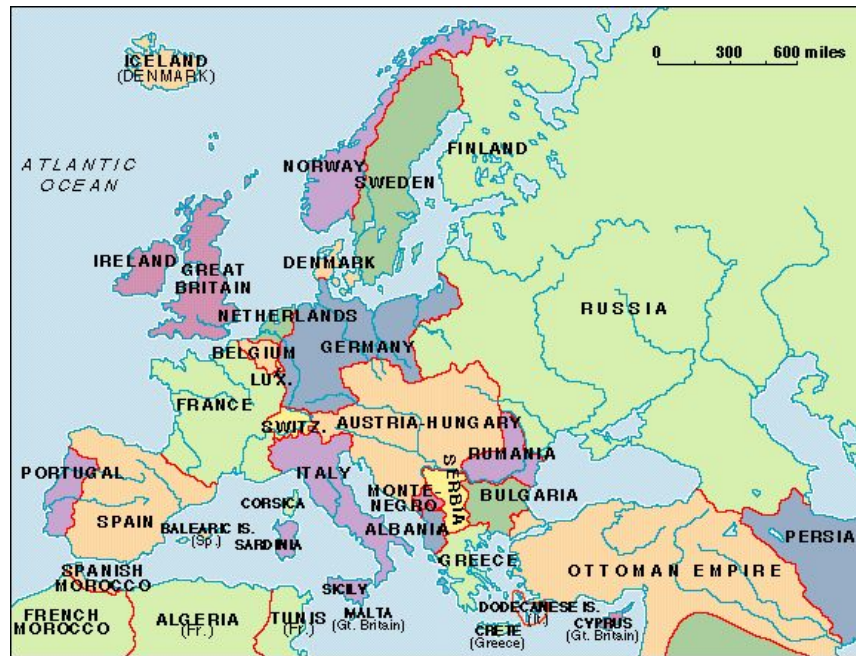 ICELAND
(DENMARK)
0 300 600 miles
ATLANTIC
OCEAN
NORWAY
SWEDEN
FINLAND
IRELAND
GREAT
BRITAIN
DENMARK
RUSSIA
NETHERLANDS
BELGIUM
GERMANY
LUX.
FRANCE
SWITZ.
AUSTRIA-HUNGARY
RUMANIA
PORTUGAL
SPAIN
ITALY
MONTE-
NEGRO
SERBIA
BULGARIA
CORSICA
BALEARIC IS.
(Sp.)
SARDINIA
ALBANIA
GREECE
PERSIA
OTTOMAN EMPIRE
SPANISH
MOROCCO
FRENCH
MOROCCO
ALGERIA
(Fr.)
TUNIS
(Fr.)
SICILY
MALTA
(Gt. Britain)
DODECANESE IS.
(It.)
CRETE
(Greece)
CYPRUS
(Gt. Britain)